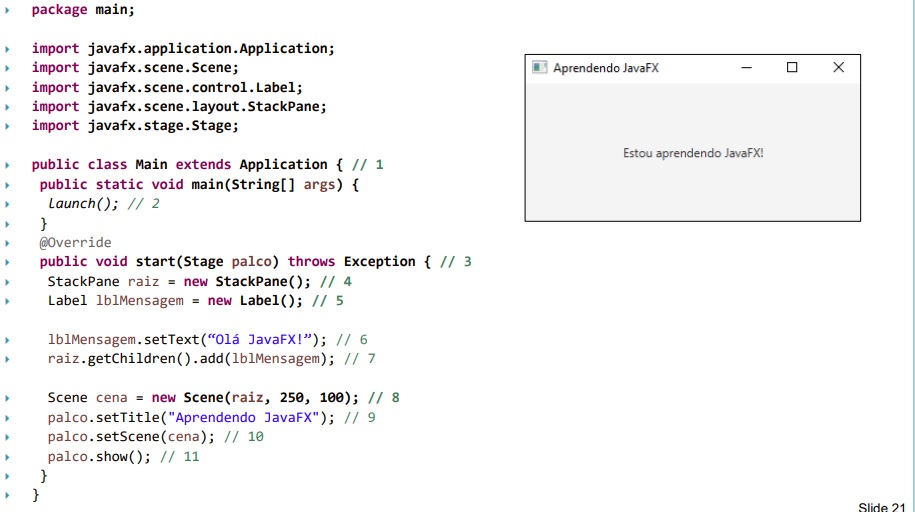 package main;
import javafx.application.Application;
import javafx.scene.Scene;
import javafx.scene.control.Label;
import javafx.scene.layout.StackPane;
import javafx.stage.Stage;
public class Main extends Application { // 1
public static void main(String[] args) {
launch(); // 2
}
@Override
public void start(Stage palco) throws Exception { // 3
StackPane raiz = new StackPane(); // 4
Label lblMensagem = new Label(); // 5
lblMensagem.setText(“Olá JavaFX!”); // 6
raiz.getChildren().add(lblMensagem); // 7
Scene cena = new Scene(raiz, 250, 100); // 8
palco.setTitle("Aprendendo JavaFX"); // 9
palco.setScene(cena); // 10
palco.show(); // 11
}
}
Aprendendo JavaFX
Estou aprendendo JavaFX!
Slide 21